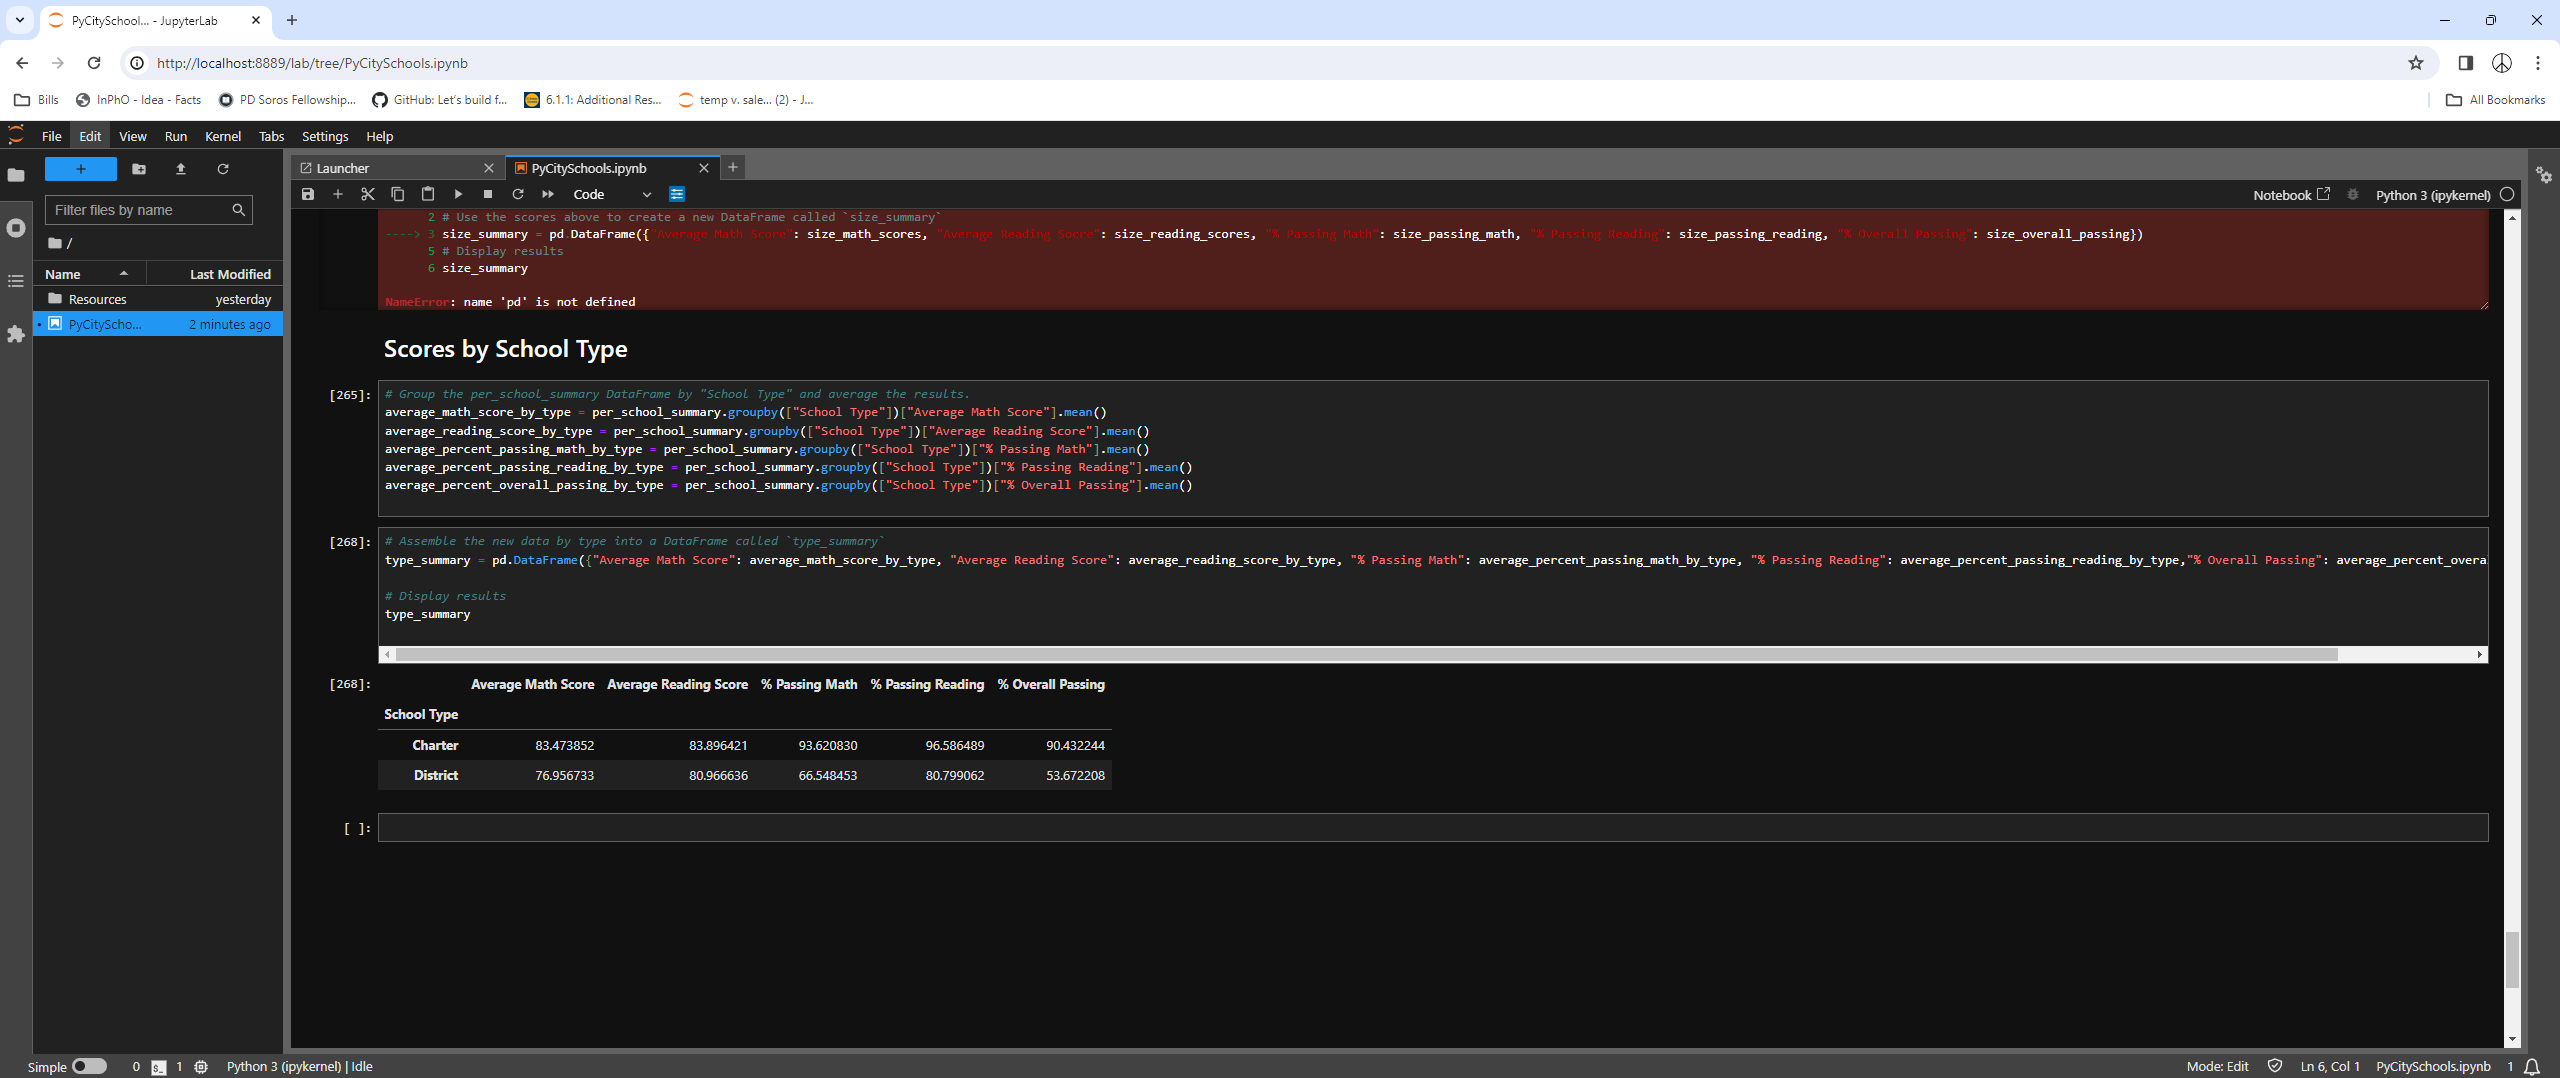 PyCitySchool... - JupyterLab
http://localhost:8889/lab/tree/PyCitySchools.ipynb
Bills
InPhO - Idea - Facts
PD Soros Fellowship...
GitHub: Let's build f...
6.1.1: Additional Res...
temp v. sale... (2) - J...
All Bookmarks
File Edit View Run Kernel Tabs Settings Help
Launcher
PyCitySchools.ipynb
Code
Notebook
Python 3 (ipykernel)
Filter files by name
/
Name Last Modified
Resources yesterday
PyCityScho... 2 minutes ago
2 # Use the scores above to create a new DataFrame called `size_summary`
----> 3 size_summary = pd.DataFrame({"Average Math Score": size_math_scores, "Average Reading Socre": size_reading_scores, "% Passing Math": size_passing_math, "% Passing Reading": size_passing_reading, "% Overall Passing": size_overall_passing})
5 # Display results
6 size_summary
NameError: name 'pd' is not defined
Scores by School Type
[265]:
# Group the per_school_summary DataFrame by "School Type" and average the results.
average_math_score_by_type = per_school_summary.groupby(["School Type"])["Average Math Score"].mean()
average_reading_score_by_type = per_school_summary.groupby(["School Type"])["Average Reading Score"].mean()
average_percent_passing_math_by_type = per_school_summary.groupby(["School Type"])["% Passing Math"].mean()
average_percent_passing_reading_by_type = per_school_summary.groupby(["School Type"])["% Passing Reading"].mean()
average_percent_overall_passing_by_type = per_school_summary.groupby(["School Type"])["% Overall Passing"].mean()
[268]:
# Assemble the new data by type into a DataFrame called `type_summary`
type_summary = pd.DataFrame({"Average Math Score": average_math_score_by_type, "Average Reading Score": average_reading_score_by_type, "% Passing Math": average_percent_passing_math_by_type, "% Passing Reading": average_percent_passing_reading_by_type,"% Overall Passing": average_percent_overa
# Display results
type_summary
[268]:
Average Math Score Average Reading Score % Passing Math % Passing Reading % Overall Passing
School Type
Charter 83.473852 83.896421 93.620830 96.586489 90.432244
District 76.956733 80.966636 66.548453 80.799062 53.672208
[ ]:
Simple 0 $_ 1 Python 3 (ipykernel) | Idle
Mode: Edit Ln 6, Col 1 PyCitySchools.ipynb 1